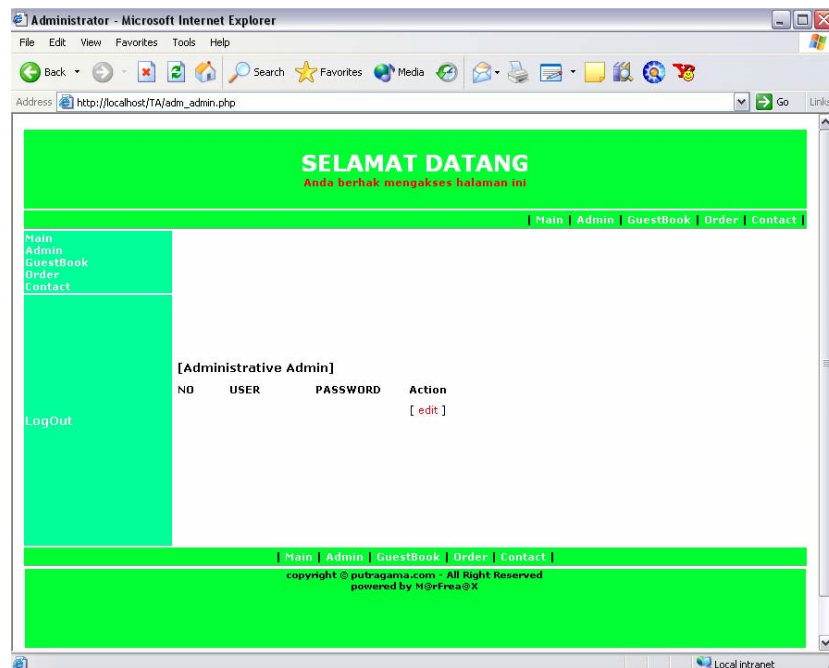 Administrator - Microsoft Internet Explorer
File Edit View Favorites Tools Help
Back Search Favorites Media
Address http://localhost/TA/adm_admin.php Go Links
SELAMAT DATANG
Anda berhak mengakses halaman ini
| Main | Admin | GuestBook | Order | Contact |
Main
Admin
GuestBook
Order
Contact
[Administrative Admin]
NO USER PASSWORD Action
[ edit ]
LogOut
| Main | Admin | GuestBook | Order | Contact |
copyright © putragama.com - All Right Reserved
powered by M@rFrea@X
Local intranet